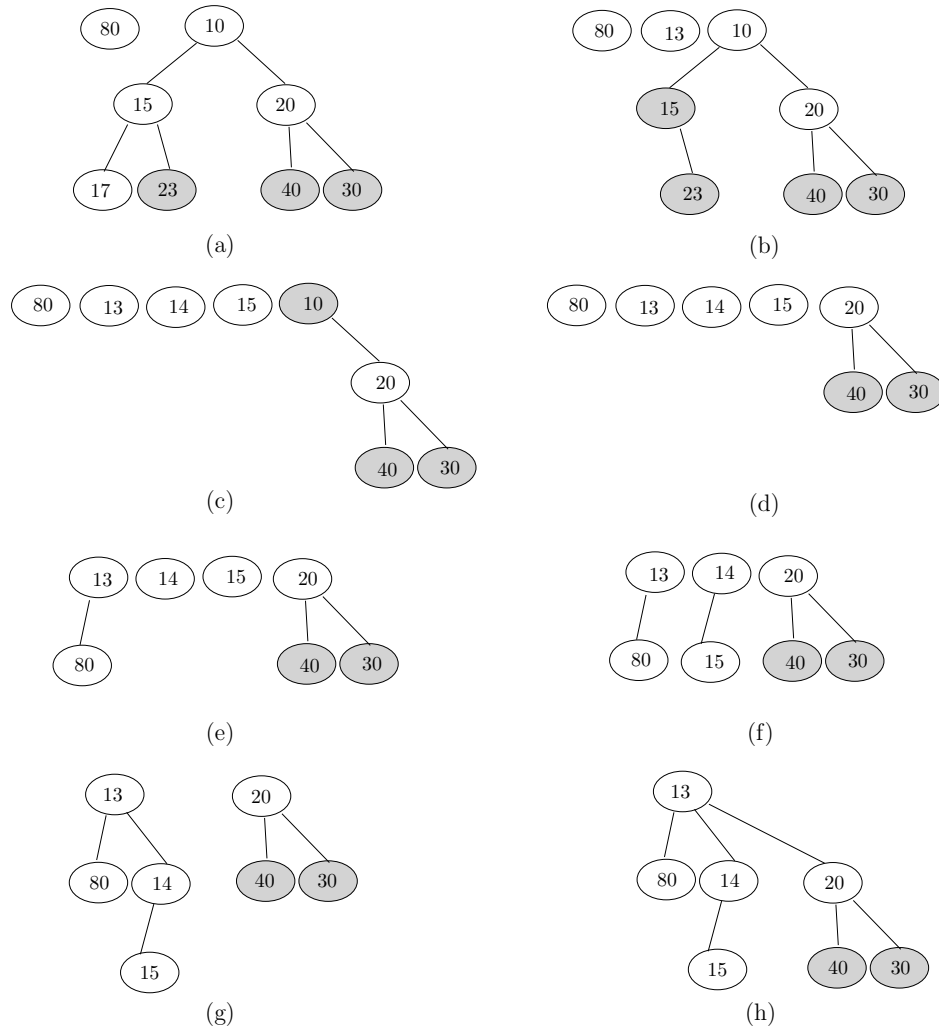 80 10
80 13 10
15 20
15 20
17 23 40 30
23 40 30
(a)
(b)
80 13 14 15 10
80 13 14 15 20
20
40 30
40 30
(c)
(d)
13 14 15 20
13 14 20
80 40 30
80 15 40 30
(e)
(f)
13 20
13
80 14 40 30
80 14 20
15
15 40 30
(g)
(h)